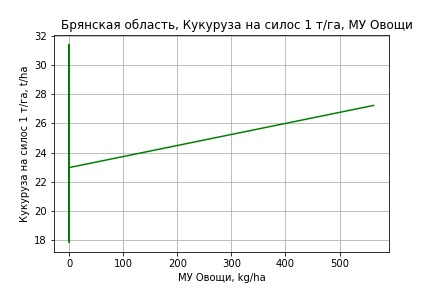 Брянская область, Кукуруза на силос 1 т/га, МУ Овощи
32
30
28
26
24
22
20
18
Кукуруза на силос 1 т/га, t/ha
0 100 200 300 400 500
МУ Овощи, kg/ha